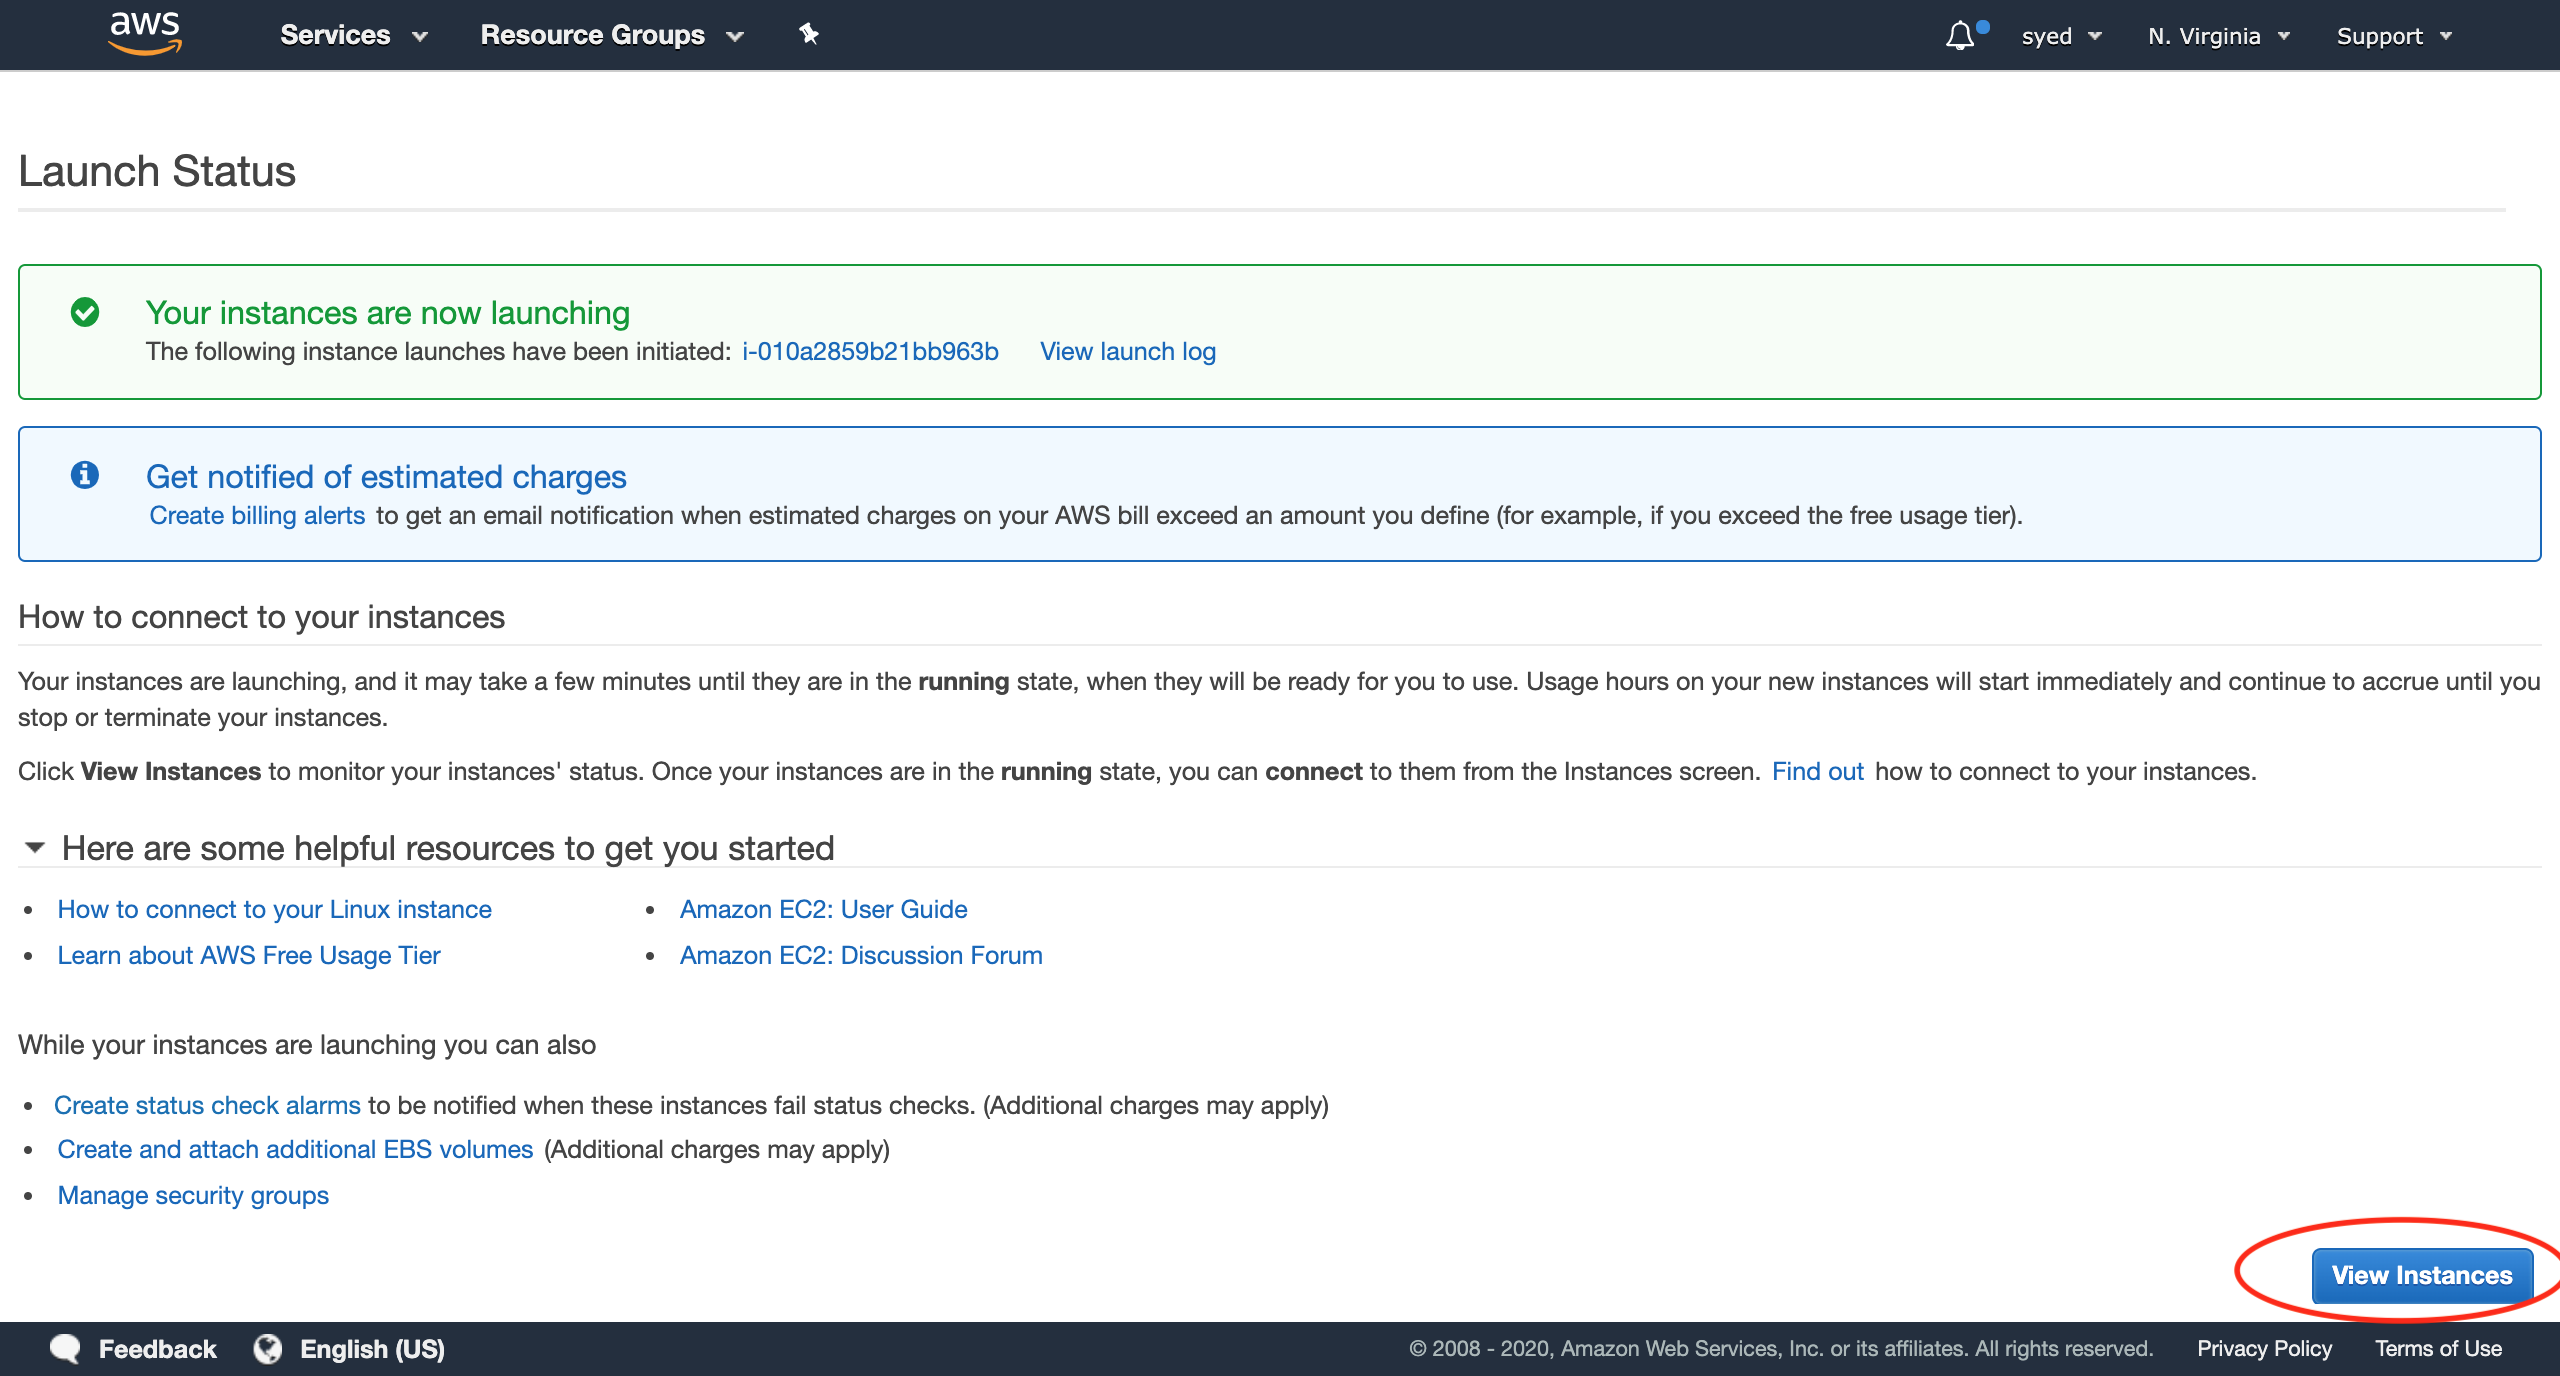 aws Services Resource Groups syed N. Virginia Support
Launch Status
Your instances are now launching
The following instance launches have been initiated: i-010a2859b21bb963b View launch log
Get notified of estimated charges
Create billing alerts to get an email notification when estimated charges on your AWS bill exceed an amount you define (for example, if you exceed the free usage tier).
How to connect to your instances
Your instances are launching, and it may take a few minutes until they are in the running state, when they will be ready for you to use. Usage hours on your new instances will start immediately and continue to accrue until you
stop or terminate your instances.
Click View Instances to monitor your instances' status. Once your instances are in the running state, you can connect to them from the Instances screen. Find out how to connect to your instances.
Here are some helpful resources to get you started
• How to connect to your Linux instance
• Learn about AWS Free Usage Tier
• Amazon EC2: User Guide
• Amazon EC2: Discussion Forum
While your instances are launching you can also
• Create status check alarms to be notified when these instances fail status checks. (Additional charges may apply)
• Create and attach additional EBS volumes (Additional charges may apply)
• Manage security groups
View Instances
Feedback English (US) © 2008 - 2020, Amazon Web Services, Inc. or its affiliates. All rights reserved. Privacy Policy Terms of Use